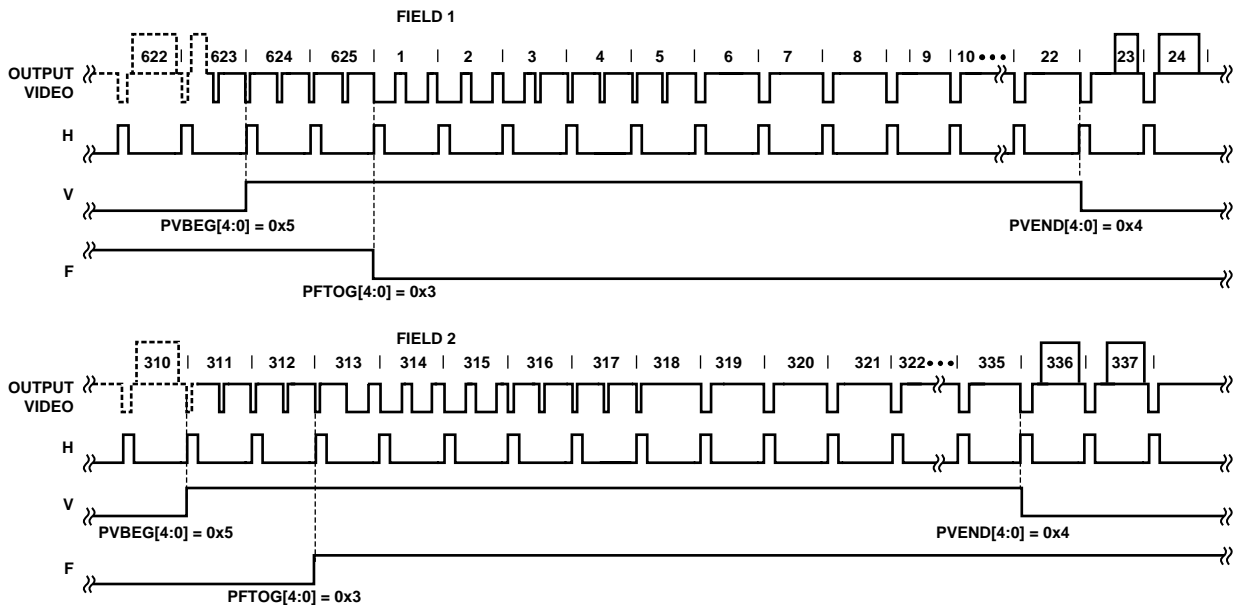 FIELD 1
622 | 623 | 624 | 625 | 1 | 2 | 3 | 4 | 5 | 6 | 7 | 8 | 9 | 10 ••• | 22 | 23 | 24 |
OUTPUT
VIDEO
H
V
PVBEG[4:0] = 0x5
PVEND[4:0] = 0x4
F
PFTOG[4:0] = 0x3
FIELD 2
310 | 311 | 312 | 313 | 314 | 315 | 316 | 317 | 318 | 319 | 320 | 321 | 322 ••• | 335 | 336 | 337 |
OUTPUT
VIDEO
H
V
PVBEG[4:0] = 0x5
PVEND[4:0] = 0x4
F
PFTOG[4:0] = 0x3